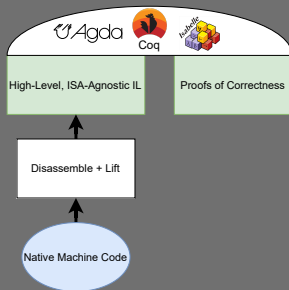 Agda
Coq
Isabelle
High-Level, ISA-Agnostic IL
Proofs of Correctness
Disassemble + Lift
Native Machine Code